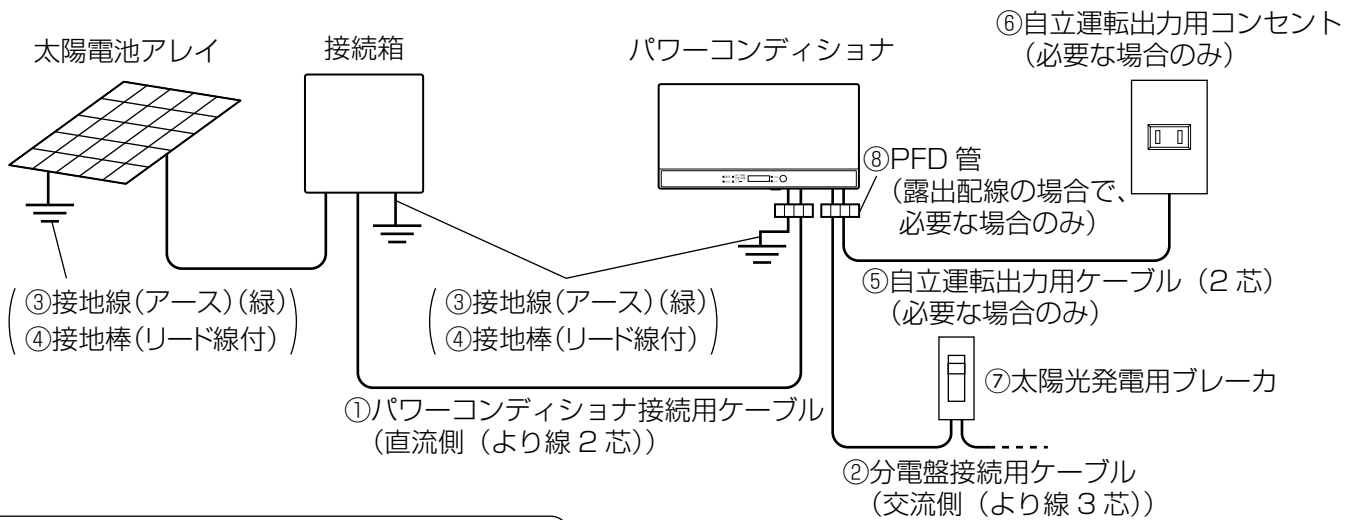 太陽電池アレイ
接続箱
パワーコンディショナ
⑥自立運転出力用コンセント
（必要な場合のみ）
⑧PFD 管
（露出配線の場合で、
必要な場合のみ）
⑤自立運転出力用ケーブル（2 芯）
（必要な場合のみ）
③接地線（アース）（緑）
④接地棒（リード線付）
③接地線（アース）（緑）
④接地棒（リード線付）
①パワーコンディショナ接続用ケーブル
（直流側（より線 2 芯））
⑦太陽光発電用ブレーカ
②分電盤接続用ケーブル
（交流側（より線 3 芯））